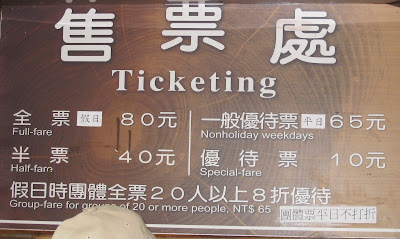 售票處
Ticketing
全票 假日 80元
Full-fare
一般優待票 平日 65元
Nonholiday weekdays
半票 40元
Half-fare
優待票 10元
Special-fare
假日時團體全票20人以上8折優待
Group-fare for groups of 20 or more people, NT$ 65
團體票平日不打折